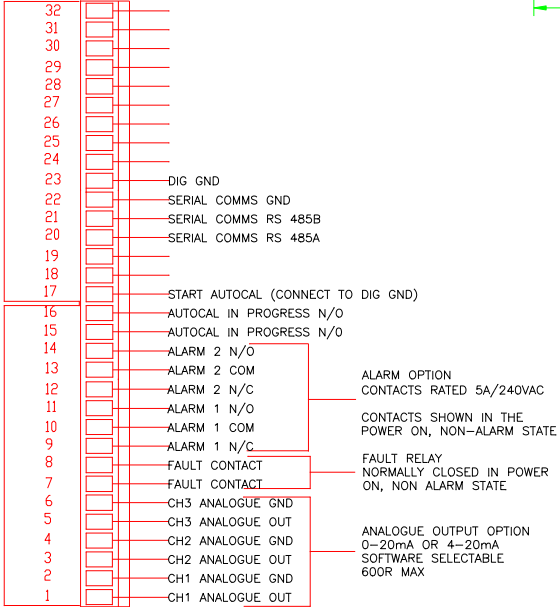 32
31
30
29
28
27
26
25
24
23 DIG GND
22 SERIAL COMMS GND
21 SERIAL COMMS RS 485B
20 SERIAL COMMS RS 485A
19
18
17 START AUTOCAL (CONNECT TO DIG GND)
16 AUTOCAL IN PROGRESS N/O
15 AUTOCAL IN PROGRESS N/O
14 ALARM 2 N/O
13 ALARM 2 COM
12 ALARM 2 N/C
11 ALARM 1 N/O
10 ALARM 1 COM
9 ALARM 1 N/C
8 FAULT CONTACT
7 FAULT CONTACT
6 CH3 ANALOGUE GND
5 CH3 ANALOGUE OUT
4 CH2 ANALOGUE GND
3 CH2 ANALOGUE OUT
2 CH1 ANALOGUE GND
1 CH1 ANALOGUE OUT
ALARM OPTION
CONTACTS RATED 5A/240VAC
CONTACTS SHOWN IN THE
POWER ON, NON-ALARM STATE
FAULT RELAY
NORMALLY CLOSED IN POWER
ON, NON ALARM STATE
ANALOGUE OUTPUT OPTION
0-20mA OR 4-20mA
SOFTWARE SELECTABLE
600R MAX